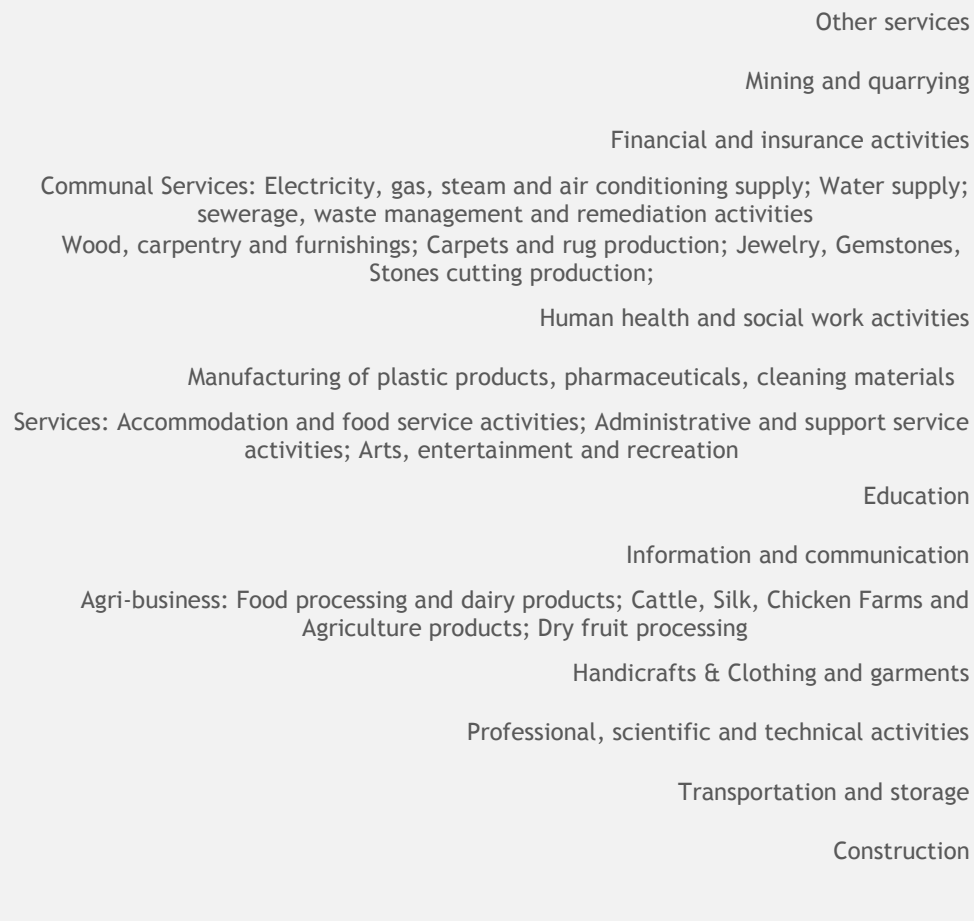 Other services
Mining and quarrying
Financial and insurance activities
Communal Services: Electricity, gas, steam and air conditioning supply; Water supply;
sewerage, waste management and remediation activities
Wood, carpentry and furnishings; Carpets and rug production; Jewelry, Gemstones,
Stones cutting production;
Human health and social work activities
Manufacturing of plastic products, pharmaceuticals, cleaning materials
Services: Accommodation and food service activities; Administrative and support service
activities; Arts, entertainment and recreation
Education
Information and communication
Agri-business: Food processing and dairy products; Cattle, Silk, Chicken Farms and
Agriculture products; Dry fruit processing
Handicrafts & Clothing and garments
Professional, scientific and technical activities
Transportation and storage
Construction